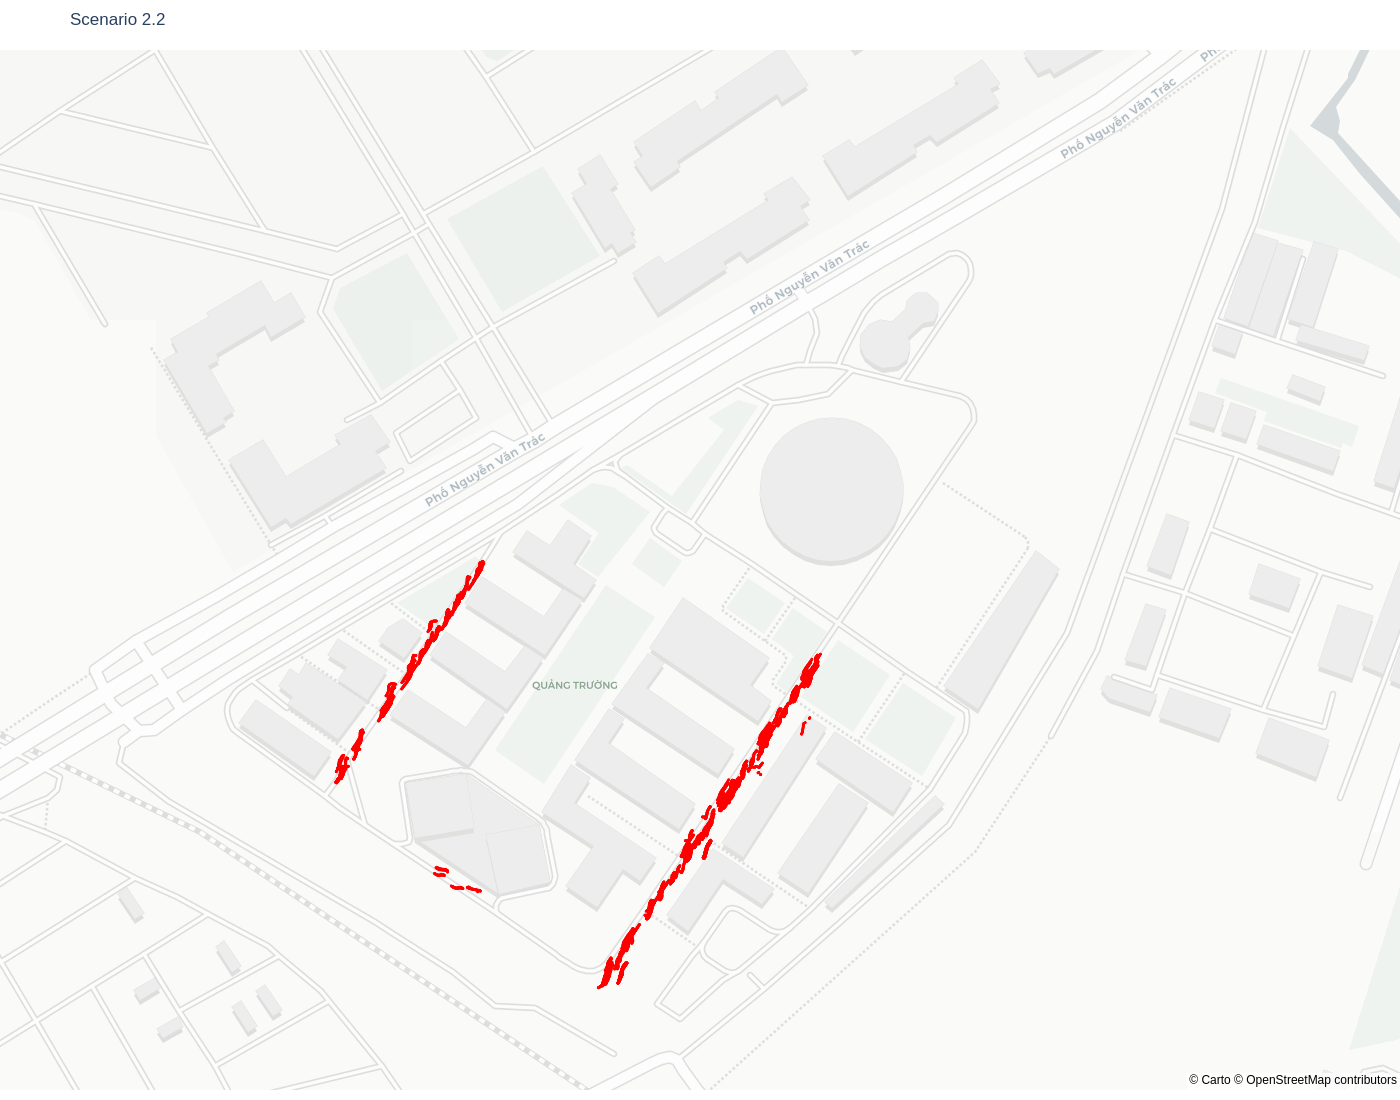 Scenario 2.2
Phố Nguyễn Văn Trác
Phố Nguyễn Văn Trác
Phố Nguyễn Văn Trác
QUẢNG TRƯỜNG
© Carto © OpenStreetMap contributors